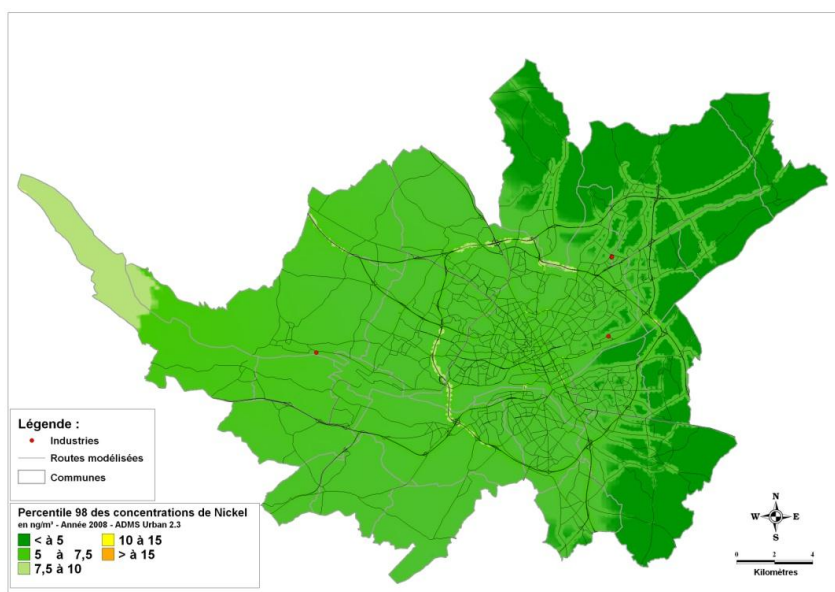 Légende :
Industries
Routes modélisées
Communes
Percentile 98 des concentrations de Nickel
en ng/m³ - Année 2008 - ADMS Urban 2.3
< à 5
10 à 15
5 à 7,5
> à 15
7,5 à 10
N
W E
S
0 2 4
Kilomètres